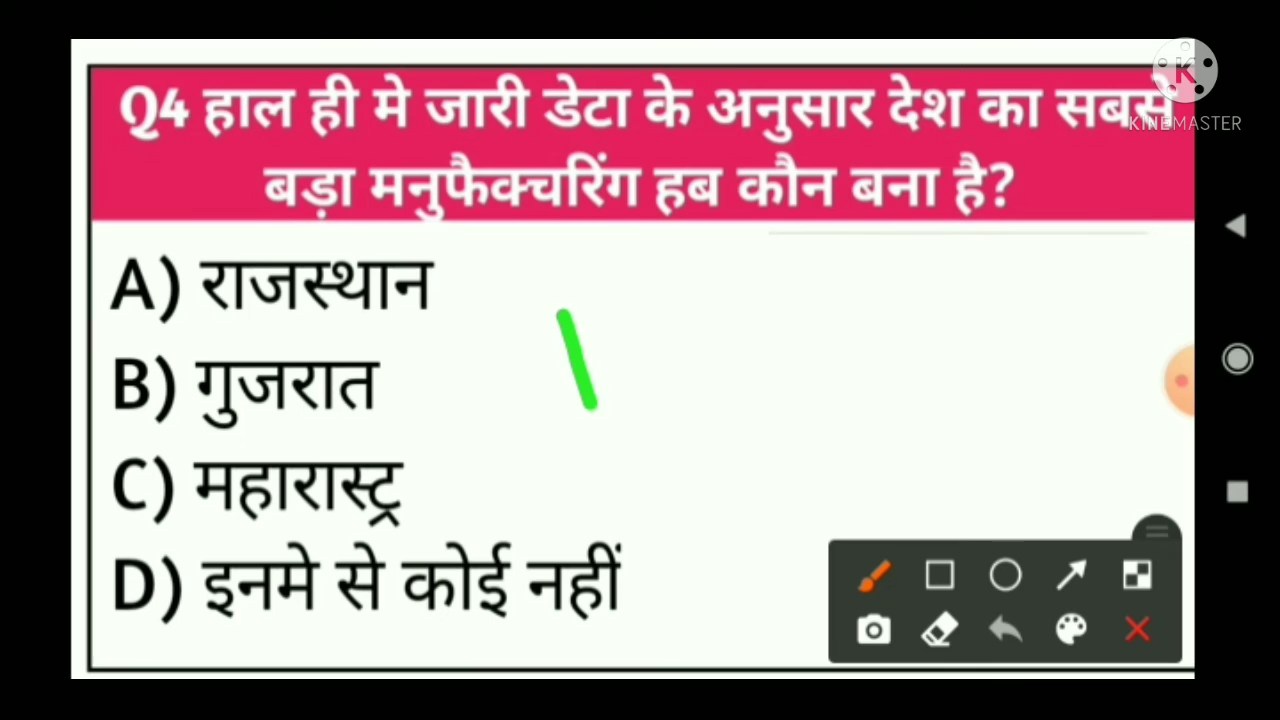 Q4 हाल ही मे जारी डेटा के अनुसार देश का सबसे
बड़ा मनुफैक्चरिंग हब कौन बना है?
A) राजस्थान
B) गुजरात
C) महारास्ट्र
D) इनमे से कोई नहीं
K
KINEMASTER